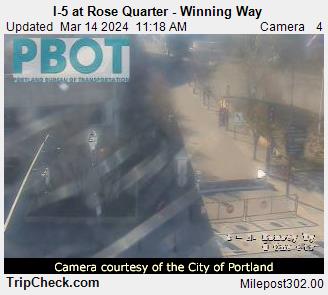 I-5 at Rose Quarter - Winning Way
Updated Mar 14 2024 11:18 AM Camera 4
PBOT
PORTLAND BUREAU OF TRANSPORTATION
Camera courtesy of the City of Portland
TripCheck.com Milepost302.00